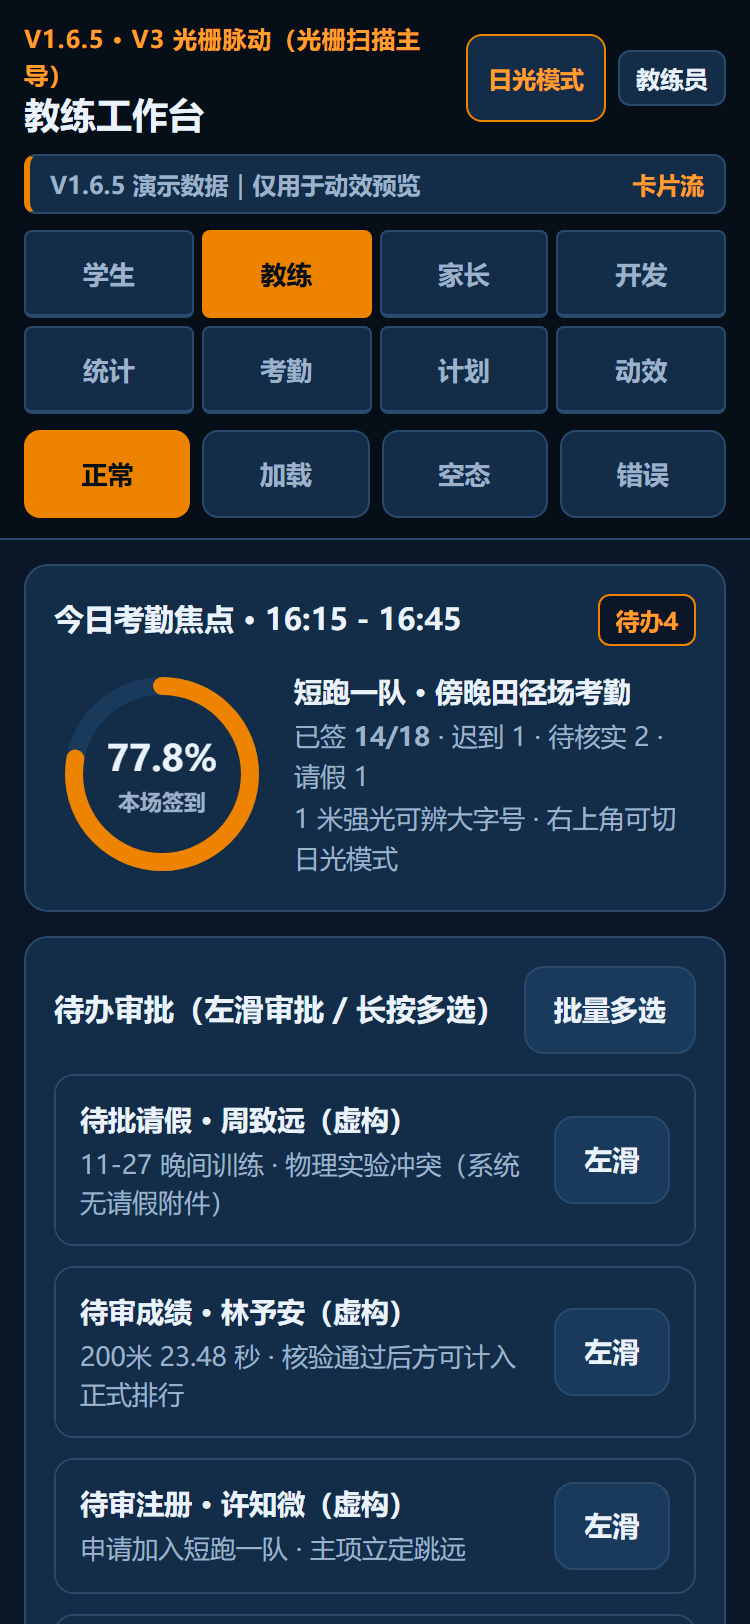 V1.6.5 • V3 光栅脉动（光栅扫描主
导）
教练工作台
日光模式
教练员
V1.6.5 演示数据｜仅用于动效预览
卡片流
学生
教练
家长
开发
统计
考勤
计划
动效
正常
加载
空态
错误
今日考勤焦点 • 16:15 - 16:45
待办4
77.8%
本场签到
短跑一队 • 傍晚田径场考勤
已签 14/18 · 迟到 1 · 待核实 2 ·
请假 1
1 米强光可辨大字号 · 右上角可切
日光模式
待办审批（左滑审批 / 长按多选）
批量多选
待批请假 • 周致远（虚构）
11-27 晚间训练 · 物理实验冲突（系统
无请假附件）
左滑
待审成绩 • 林予安（虚构）
200米 23.48 秒 · 核验通过后方可计入
正式排行
左滑
待审注册 • 许知微（虚构）
申请加入短跑一队 · 主项立定跳远
左滑